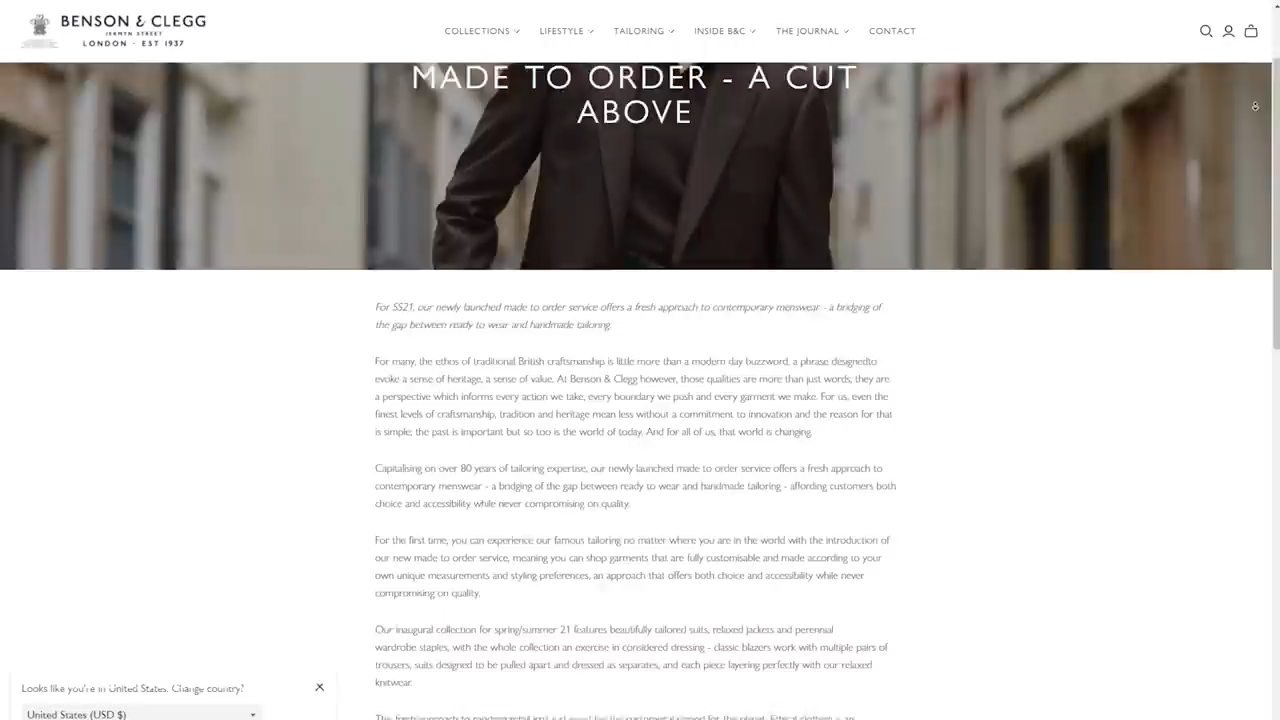 BENSON & CLEGG
JERMYN STREET
LONDON - EST 1937
COLLECTIONS
LIFESTYLE
TAILORING
INSIDE B&C
THE JOURNAL
CONTACT
MADE TO ORDER - A CUT
ABOVE
For SS21, our newly launched made to order service offers a fresh approach to contemporary menswear - a bridging of
the gap between ready to wear and handmade tailoring.
For many, the ethos of traditional British craftsmanship is little more than a modern day buzzword, a phrase designedto
evoke a sense of heritage, a sense of value. At Benson & Clegg however, those qualities are more than just words; they are
a perspective which informs every action we take, every boundary we push and every garment we make. For us, even the
finest levels of craftsmanship, tradition and heritage mean less without a commitment to innovation and the reason for that
is simple; the past is important but so too is the world of today. And for all of us, that world is changing.
Capitalising on over 80 years of tailoring expertise, our newly launched made to order service offers a fresh approach to
contemporary menswear - a bridging of the gap between ready to wear and handmade tailoring - affording customers both
choice and accessibility while never compromising on quality.
For the first time, you can experience our famous tailoring no matter where you are in the world with the introduction of
our new made to order service, meaning you can shop garments that are fully customisable and made according to your
own unique measurements and styling preferences, an approach that offers both choice and accessibility while never
compromising on quality.
Our inaugural collection for spring/summer 21 features beautifully tailored suits, relaxed jackets and perennial
wardrobe staples, with the whole collection an exercise in considered dressing - classic blazers work with multiple pairs of
trousers, suits designed to be pulled apart and dressed as separates, and each piece layering perfectly with our relaxed
knitwear.
Looks like you're in United States. Change country?
United States (USD $)